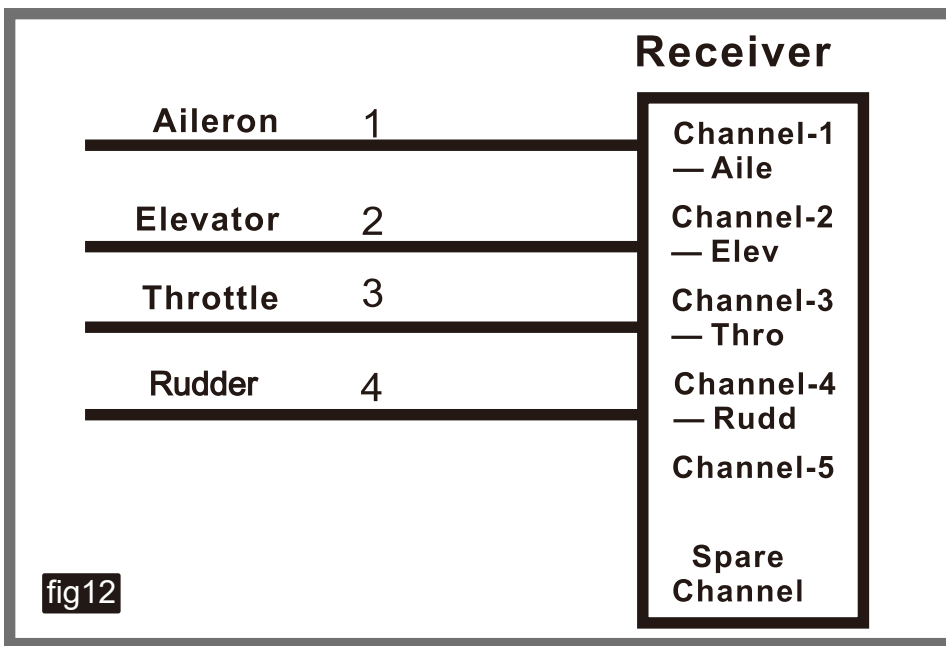 Receiver
Aileron 1
Channel-1
— Aile
Elevator 2
Channel-2
— Elev
Throttle 3
Channel-3
— Thro
Rudder 4
Channel-4
— Rudd
Channel-5
Spare
Channel
fig12